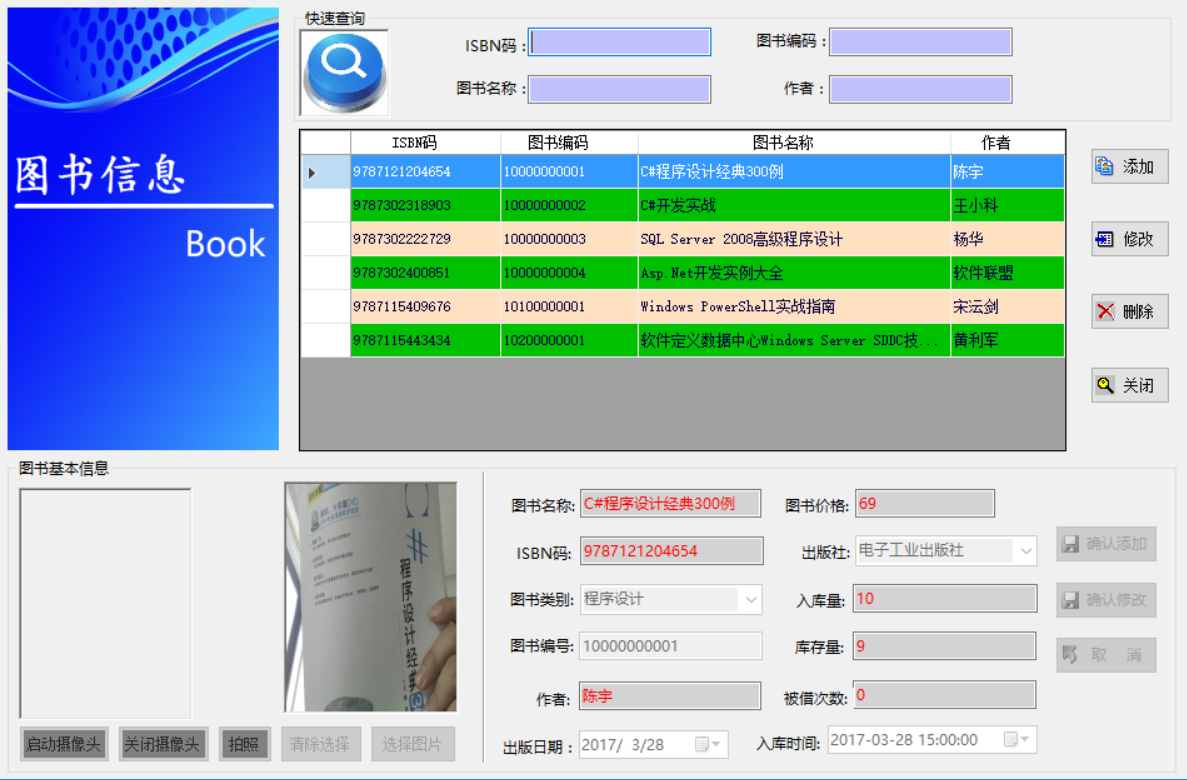 图书信息
Book
快速查询
ISBN码：
图书编码：
图书名称：
作者：
ISBN码 图书编码 图书名称 作者
9787121204654 10000000001 C#程序设计经典300例 陈宇
9787302318903 10000000002 C#开发实战 王小科
9787302222729 10000000003 SQL Server 2008高级程序设计 杨华
9787302400851 10000000004 Asp.Net开发实例大全 软件联盟
9787115409676 10100000001 Windows PowerShell实战指南 宋沄剑
9787115443434 10200000001 软件定义数据中心Windows Server SDDC技... 黄利军
添加
修改
删除
关闭
图书基本信息
C#程序设计经典3
启动摄像头
关闭摄像头
拍照
清除选择
选择图片
图书名称: C#程序设计经典300例
图书价格: 69
ISBN码: 9787121204654
出版社: 电子工业出版社
图书类别: 程序设计
入库量: 10
图书编号: 10000000001
库存量: 9
作者: 陈宇
被借次数: 0
出版日期： 2017/ 3/28
入库时间: 2017-03-28 15:00:00
确认添加
确认修改
取 消